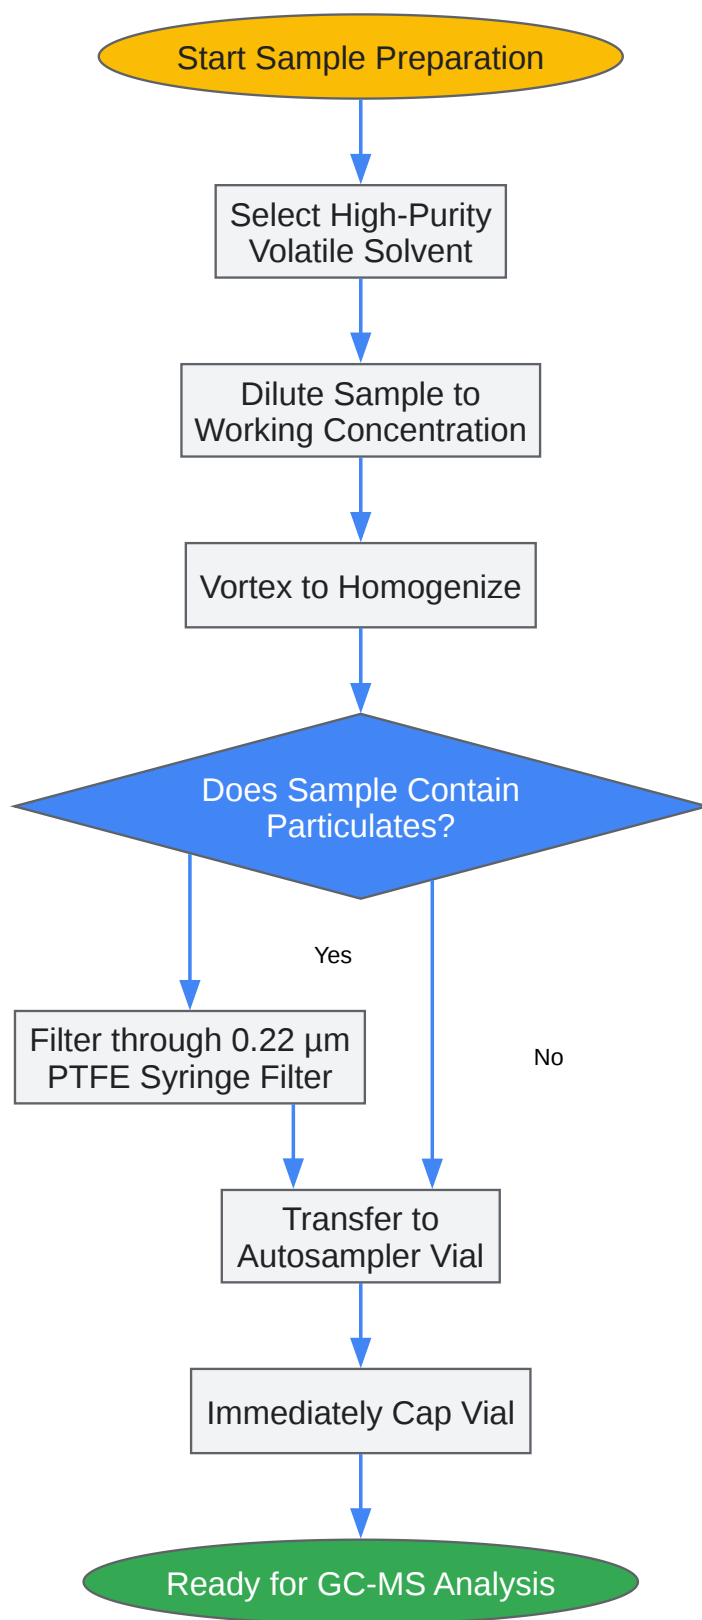 Start Sample Preparation
Select High-Purity
Volatile Solvent
Dilute Sample to
Working Concentration
Vortex to Homogenize
Does Sample Contain
Particulates?
Yes
Filter through 0.22 µm
PTFE Syringe Filter
No
Transfer to
Autosampler Vial
Immediately Cap Vial
Ready for GC-MS Analysis